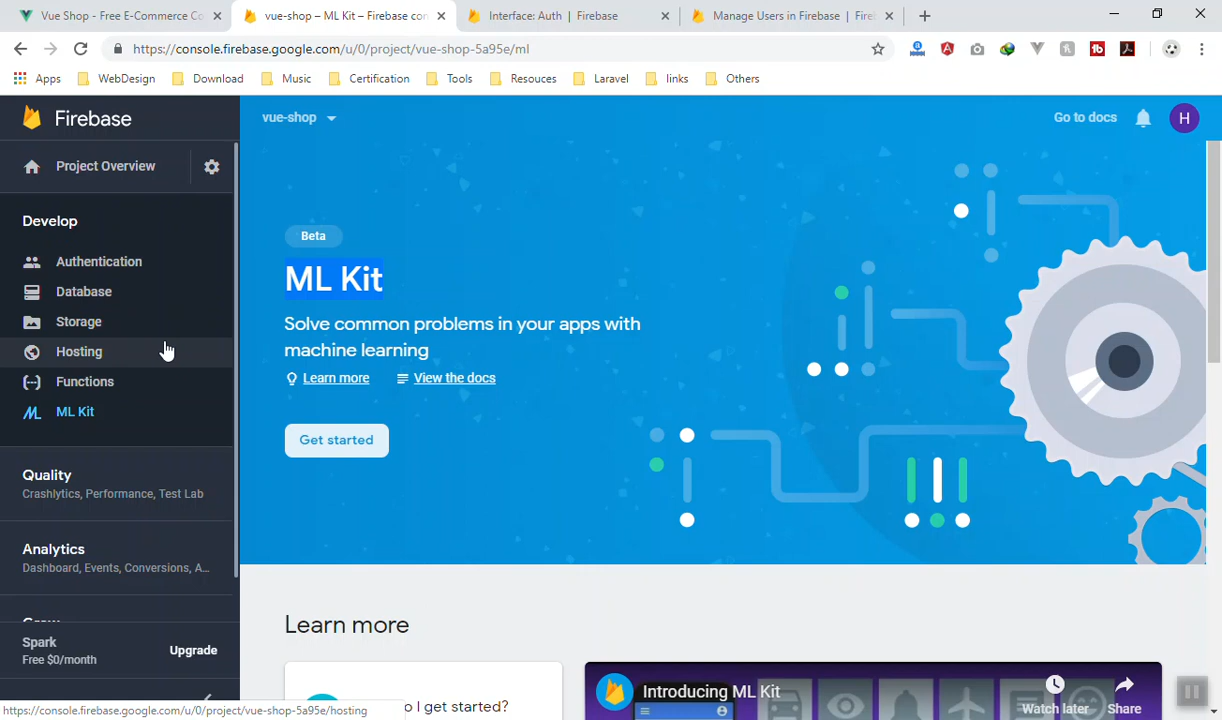 Vue Shop - Free E-Commerce Co
vue-shop – ML Kit – Firebase con
Interface: Auth | Firebase
Manage Users in Firebase | Fire
https://console.firebase.google.com/u/0/project/vue-shop-5a95e/ml
Apps
WebDesign
Download
Music
Certification
Tools
Resouces
Laravel
links
Others
Firebase
vue-shop
Go to docs
H
Project Overview
Develop
Authentication
Database
Storage
Hosting
Functions
ML Kit
Quality
Crashlytics, Performance, Test Lab
Analytics
Dashboard, Events, Conversions, A...
Spark
Free $0/month
Upgrade
Beta
ML Kit
Solve common problems in your apps with
machine learning
Learn more
View the docs
Get started
Learn more
o I get started?
Introducing ML Kit
Watch later
Share
https://console.firebase.google.com/u/0/project/vue-shop-5a95e/hosting